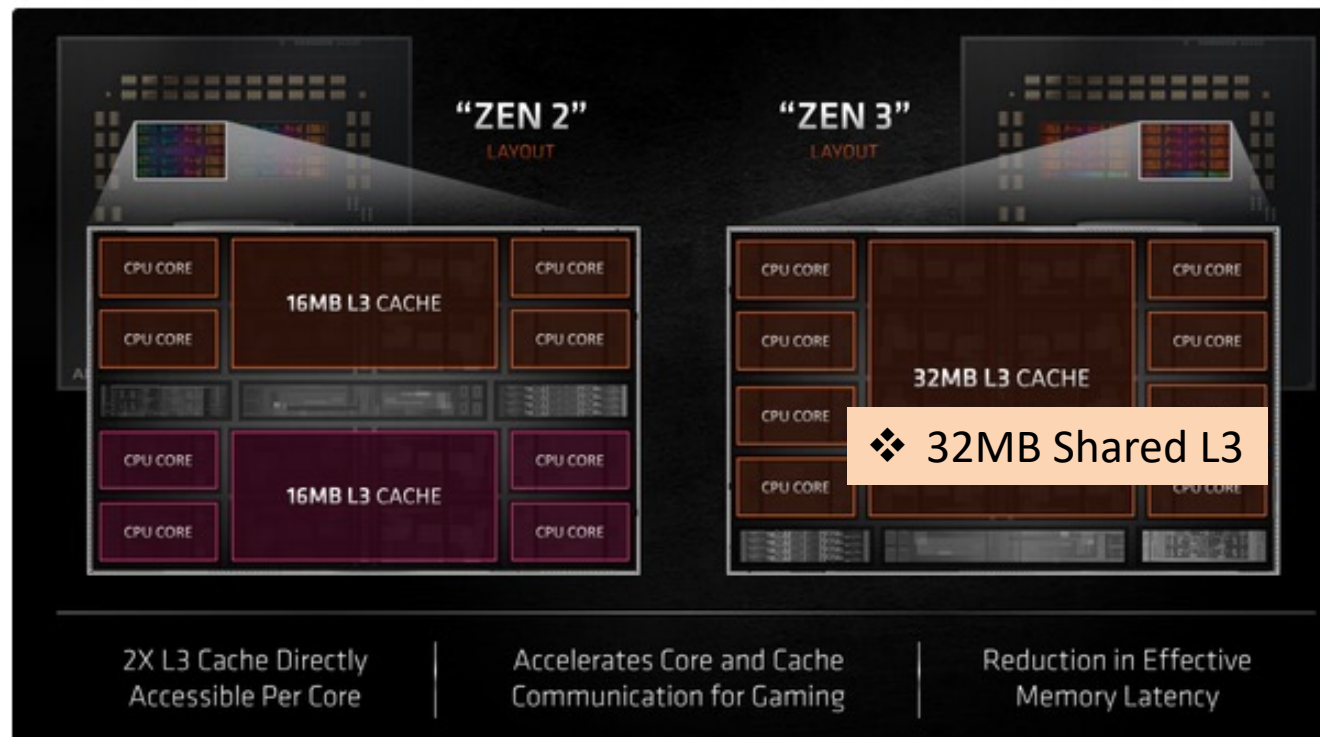 "ZEN 2"
LAYOUT
"ZEN 3"
LAYOUT
CPU CORE
16MB L3 CACHE
CPU CORE
CPU CORE
CPU CORE
CPU CORE
16MB L3 CACHE
CPU CORE
CPU CORE
CPU CORE
CPU CORE
CPU CORE
CPU CORE
CPU CORE
32MB L3 CACHE
CPU CORE
❖ 32MB Shared L3
CPU CORE
CPU CORE
2X L3 Cache Directly
Accessible Per Core
Accelerates Core and Cache
Communication for Gaming
Reduction in Effective
Memory Latency